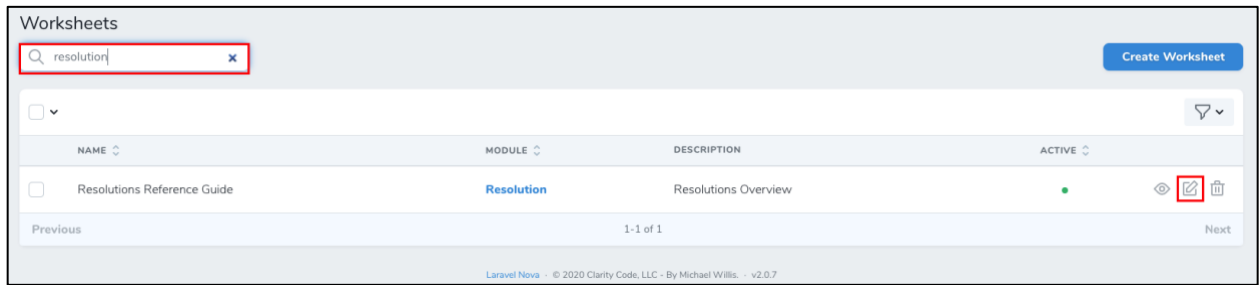 Worksheets
resolution
Create Worksheet
NAME MODULE DESCRIPTION ACTIVE
Resolutions Reference Guide Resolution Resolutions Overview
Previous 1-1 of 1 Next
Laravel Nova · © 2020 Clarity Code, LLC - By Michael Willis. · v2.0.7